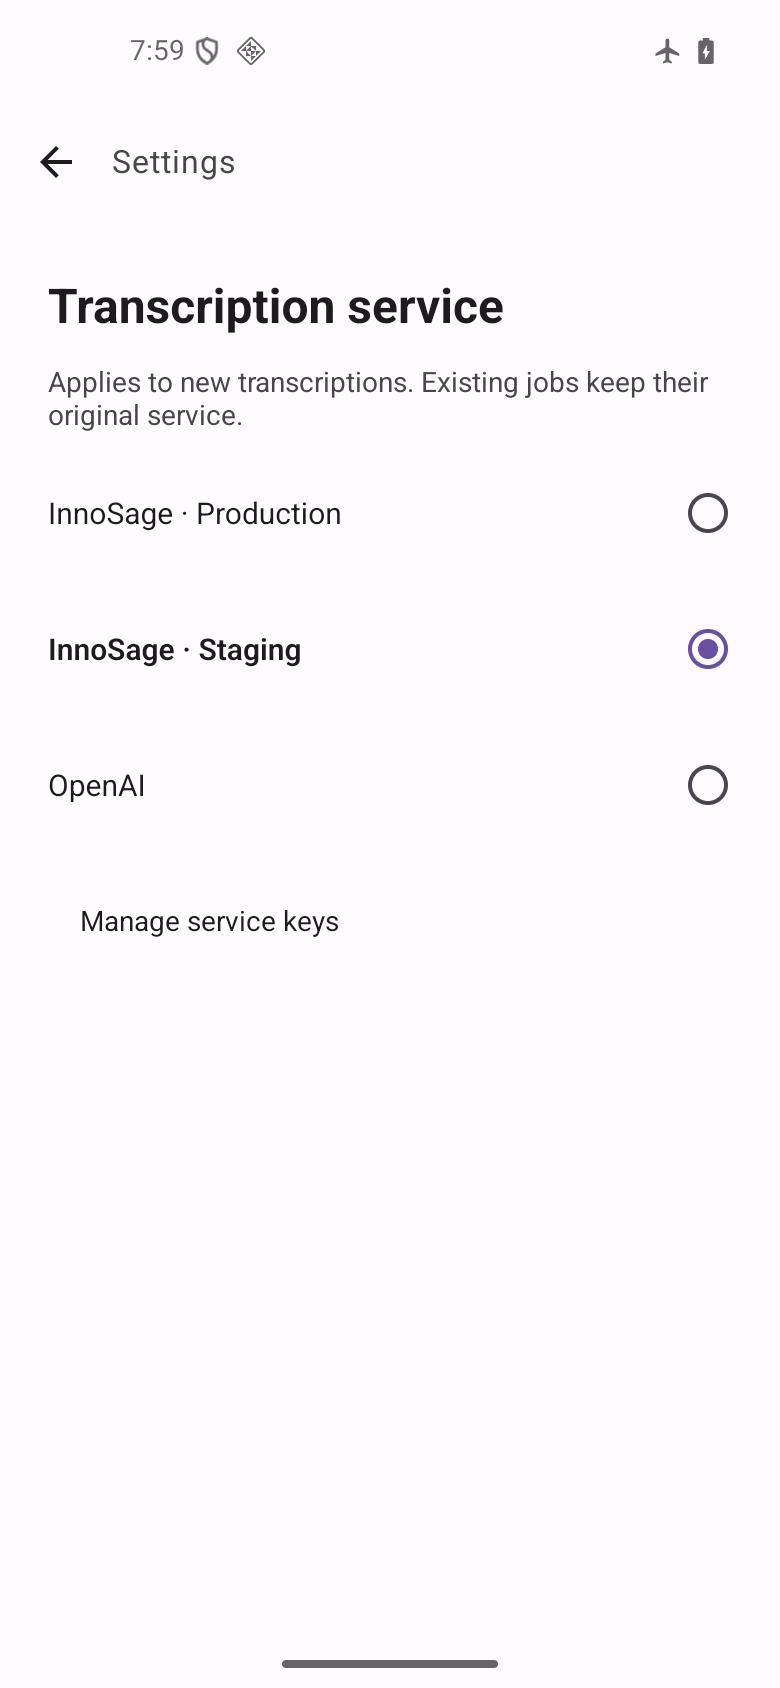 7:59
Settings
Transcription service
Applies to new transcriptions. Existing jobs keep their
original service.
InnoSage · Production
InnoSage · Staging
OpenAI
Manage service keys